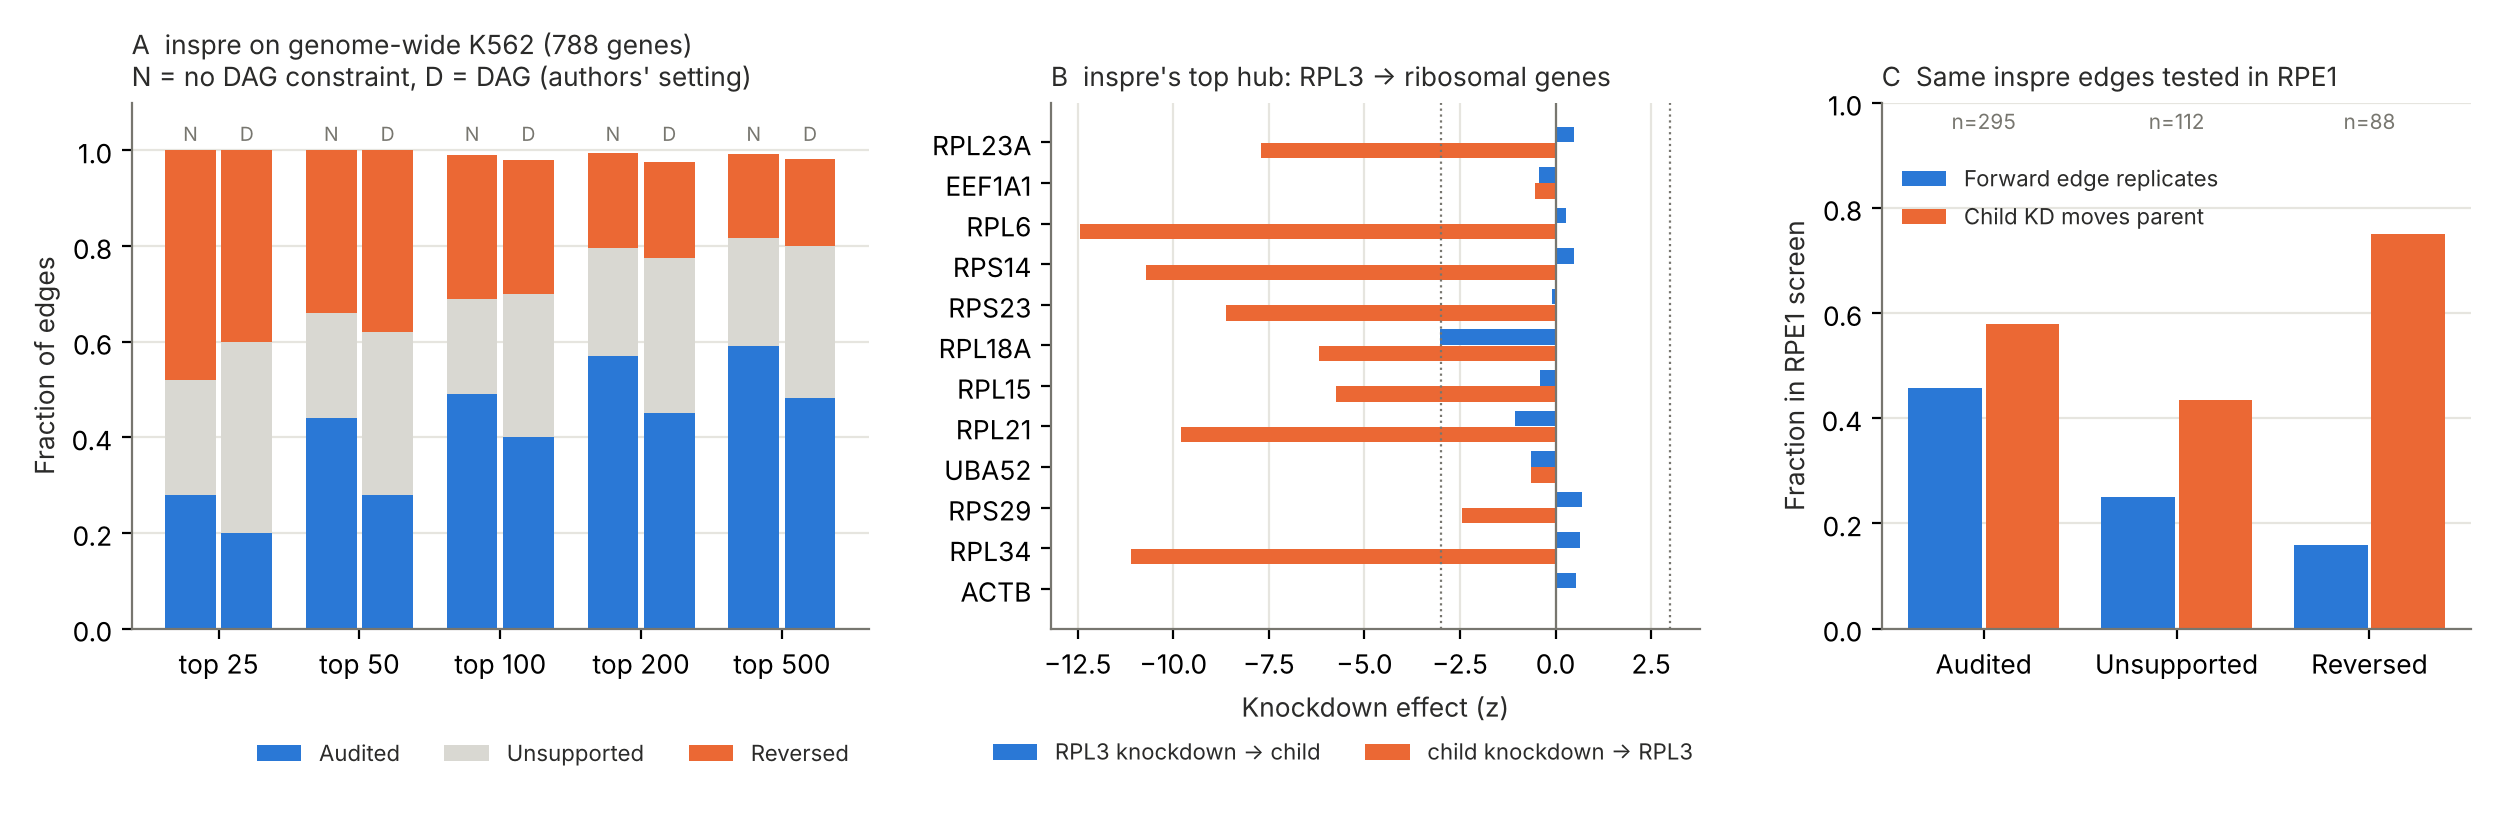 A  inspre on genome-wide K562 (788 genes)
N = no DAG constraint, D = DAG (authors' setting)
N D N D N D N D N D
Fraction of edges
1.0
0.8
0.6
0.4
0.2
0.0
top 25 top 50 top 100 top 200 top 500
Audited Unsupported Reversed
B  inspre's top hub: RPL3 → ribosomal genes
RPL23A
EEF1A1
RPL6
RPS14
RPS23
RPL18A
RPL15
RPL21
UBA52
RPS29
RPL34
ACTB
−12.5 −10.0 −7.5 −5.0 −2.5 0.0 2.5
Knockdown effect (z)
RPL3 knockdown → child child knockdown → RPL3
C  Same inspre edges tested in RPE1
n=295 n=112 n=88
Forward edge replicates
Child KD moves parent
Fraction in RPE1 screen
1.0
0.8
0.6
0.4
0.2
0.0
Audited Unsupported Reversed